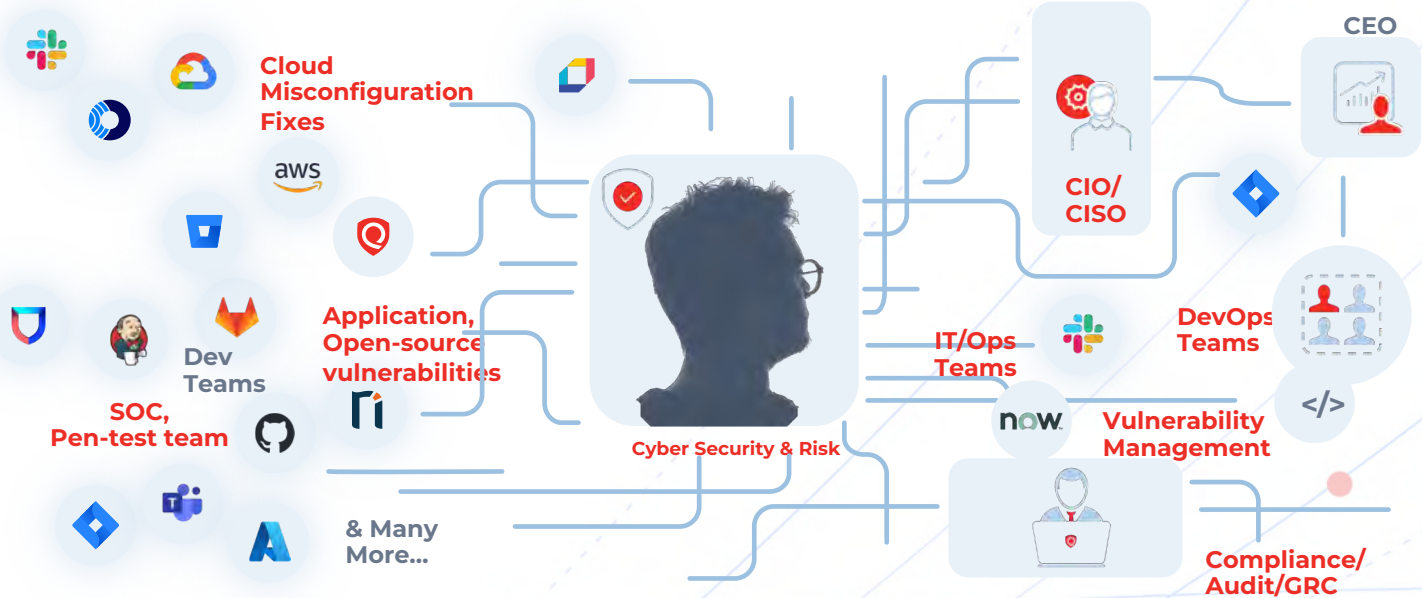 Cloud
Misconfiguration
Fixes
aws
Application,
Open-source
vulnerabilities
Dev
Teams
SOC,
Pen-test team
ri
T
& Many
More...
Cyber Security & Risk
CEO
CIO/
CISO
IT/Ops
Teams
DevOps
Teams
</>
now
Vulnerability
Management
Compliance/
Audit/GRC